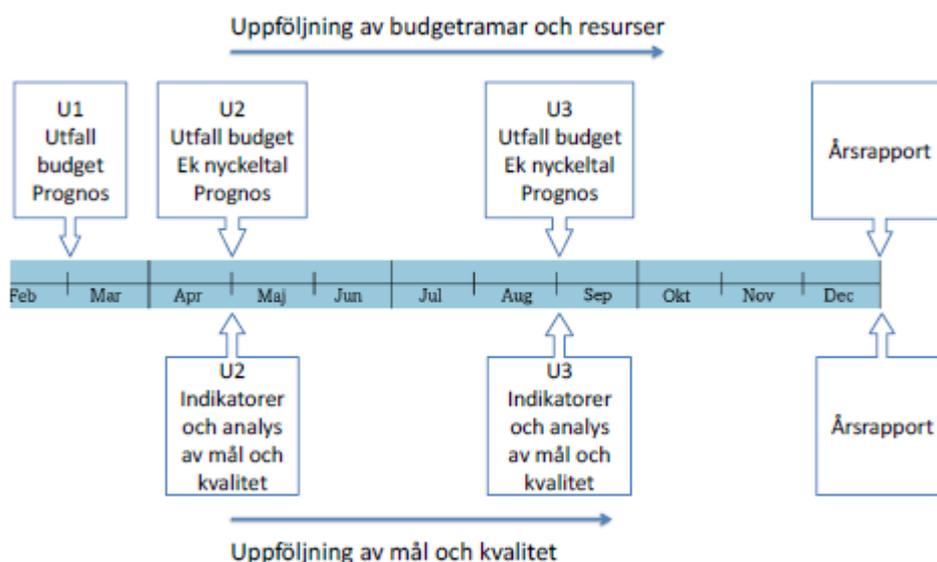 Uppföljning av budgetramar och resurser
U1
Utfall
budget
Prognos
U2
Utfall budget
Ek nyckeltal
Prognos
U3
Utfall budget
Ek nyckeltal
Prognos
Årsrapport
Feb Mar Apr Maj Jun Jul Aug Sep Okt Nov Dec
U2
Indikatorer
och analys
av mål och
kvalitet
U3
Indikatorer
och analys
av mål och
kvalitet
Årsrapport
Uppföljning av mål och kvalitet